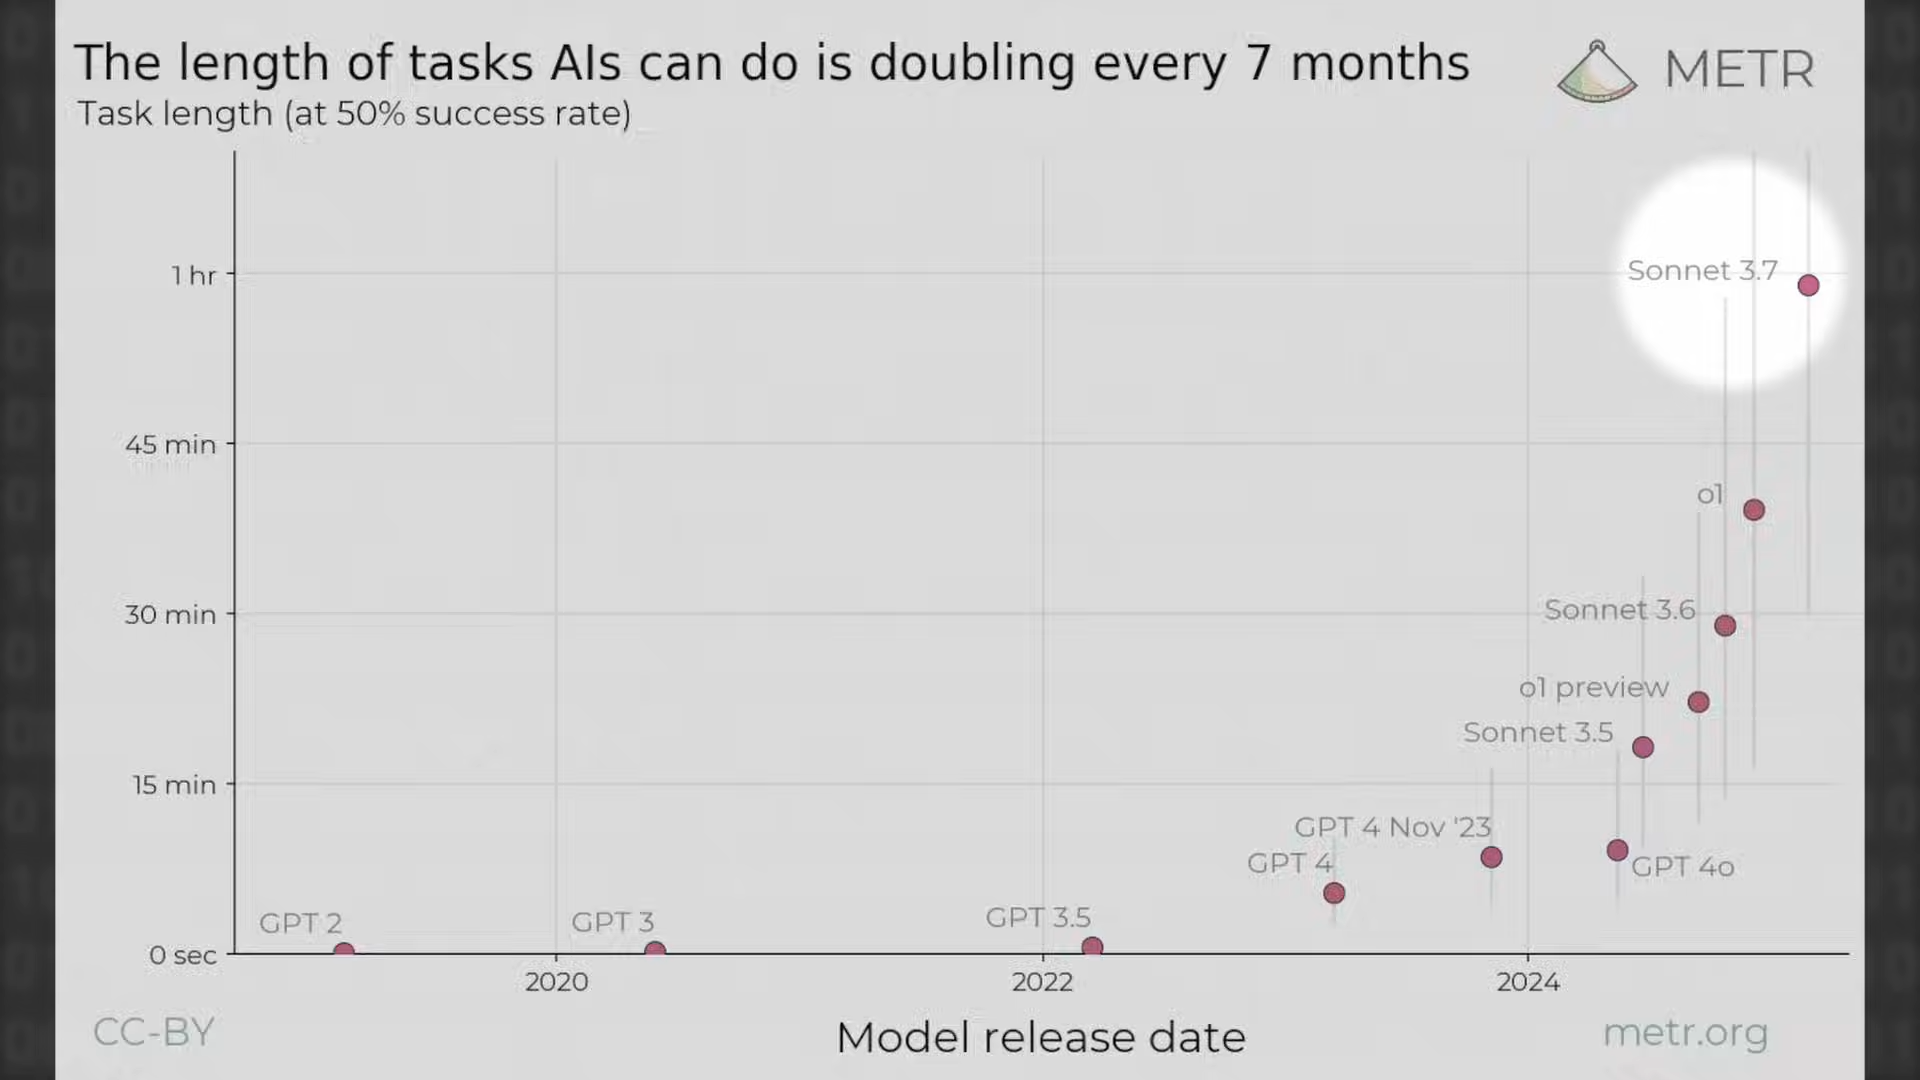 The length of tasks AIs can do is doubling every 7 months
METR
Task length (at 50% success rate)
1 hr
45 min
30 min
15 min
0 sec
Sonnet 3.7
o1
Sonnet 3.6
o1 preview
Sonnet 3.5
GPT 4 Nov '23
GPT 4
GPT 4o
GPT 2
GPT 3
GPT 3.5
2020
2022
2024
Model release date
CC-BY
metr.org